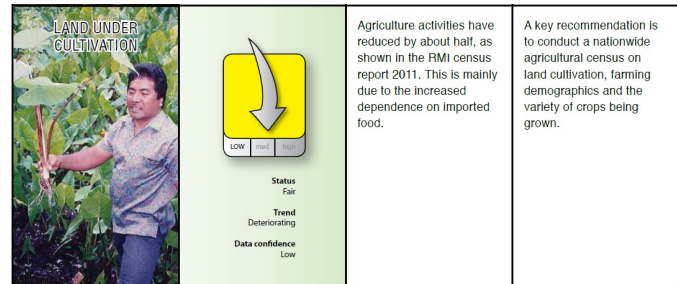 LAND UNDER
CULTIVATION
LOW med high
Status
Fair
Trend
Deteriorating
Data confidence
Low
Agriculture activities have
reduced by about half, as
shown in the RMI census
report 2011. This is mainly
due to the increased
dependence on imported
food.
A key recommendation is
to conduct a nationwide
agricultural census on
land cultivation, farming
demographics and the
variety of crops being
grown.